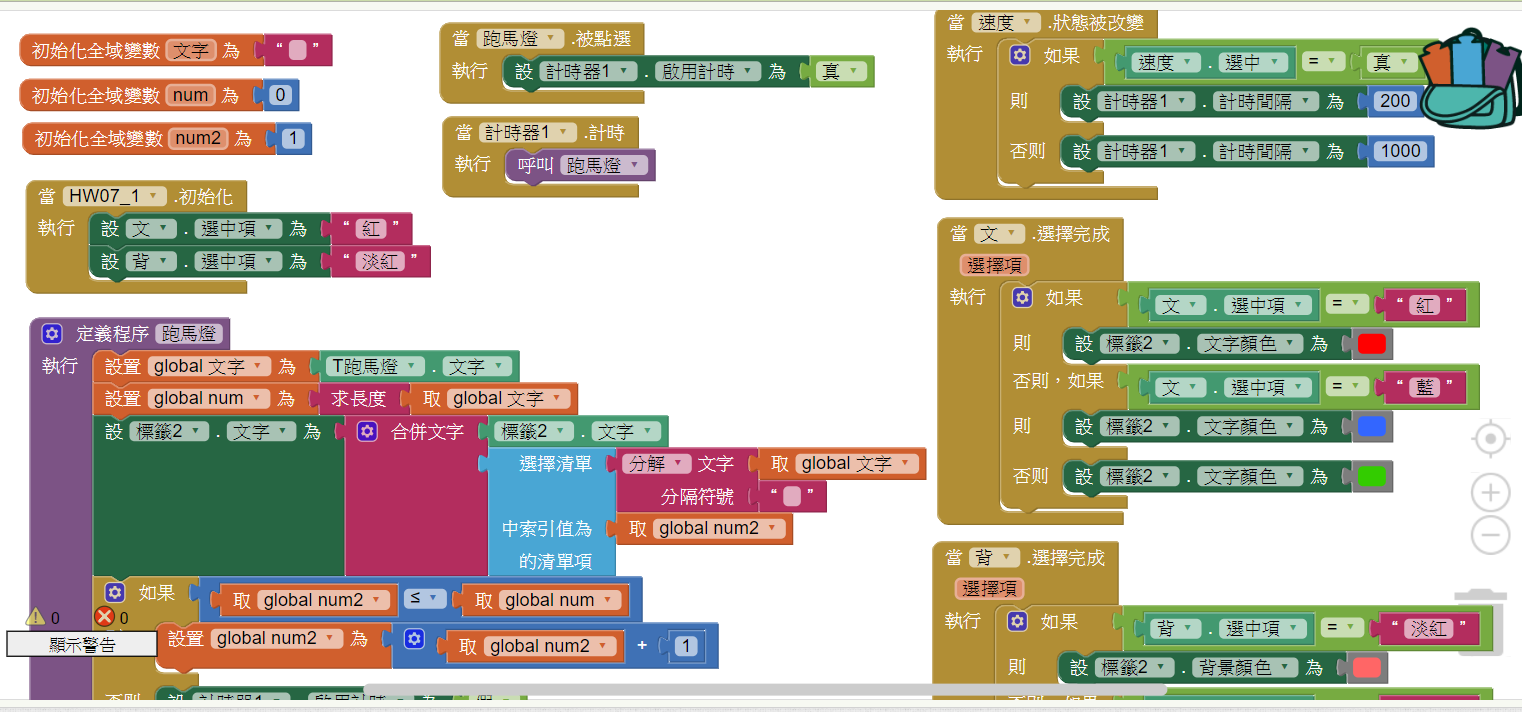 初始化全域變數 文字 為 “ ”
初始化全域變數 num 為 0
初始化全域變數 num2 為 1
當 HW07_1 .初始化
執行 設 文 . 選中項 為 “ 紅 ”
設 背 . 選中項 為 “ 淡紅 ”
定義程序 跑馬燈
執行 設置 global 文字 為 T跑馬燈 . 文字
設置 global num 為 求長度 取 global 文字
設 標籤2 . 文字 為 合併文字 標籤2 . 文字
選擇清單 分解 文字 取 global 文字
分隔符號 “ ”
中索引值為 取 global num2
的清單項
如果 取 global num2 ≤ 取 global num
設置 global num2 為 取 global num2 + 1
否則 設 計時器1 . 啟用計時 為 假
0 0
顯示警告
當 跑馬燈 .被點選
執行 設 計時器1 . 啟用計時 為 真
當 計時器1 .計時
執行 呼叫 跑馬燈
當 速度 .狀態被改變
執行 如果 速度 . 選中 = 真
則 設 計時器1 . 計時間隔 為 200
否則 設 計時器1 . 計時間隔 為 1000
當 文 .選擇完成
選擇項
執行 如果 文 . 選中項 = “ 紅 ”
則 設 標籤2 . 文字顏色 為
否則，如果 文 . 選中項 = “ 藍 ”
則 設 標籤2 . 文字顏色 為
否則 設 標籤2 . 文字顏色 為
當 背 .選擇完成
選擇項
執行 如果 背 . 選中項 = “ 淡紅 ”
則 設 標籤2 . 背景顏色 為
否則，如果